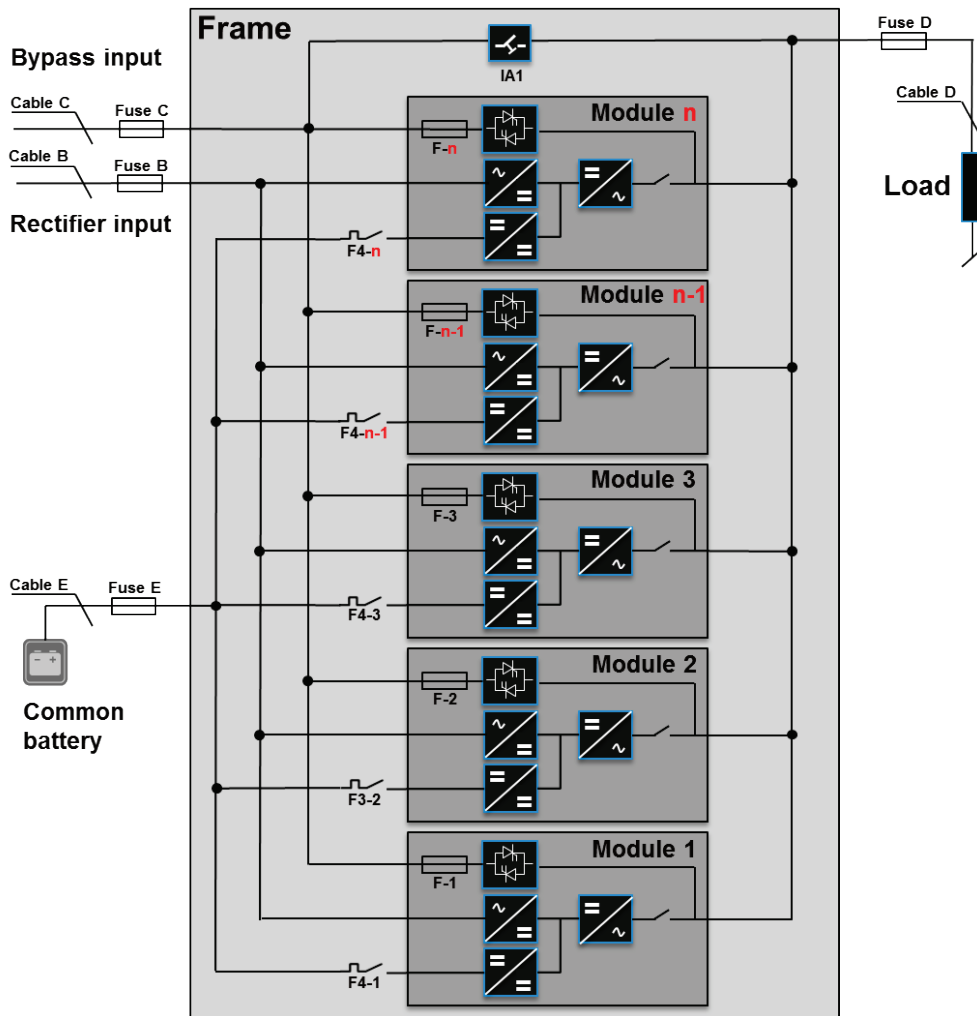 Frame
Fuse D
IA1
Bypass input
Cable C
Fuse C
Cable D
Module n
F-n
Cable B
Fuse B
Load
Rectifier input
F4-n
Module n-1
F-n-1
F4-n-1
Module 3
F-3
Cable E
Fuse E
F4-3
Common
battery
Module 2
F-2
F3-2
Module 1
F-1
F4-1